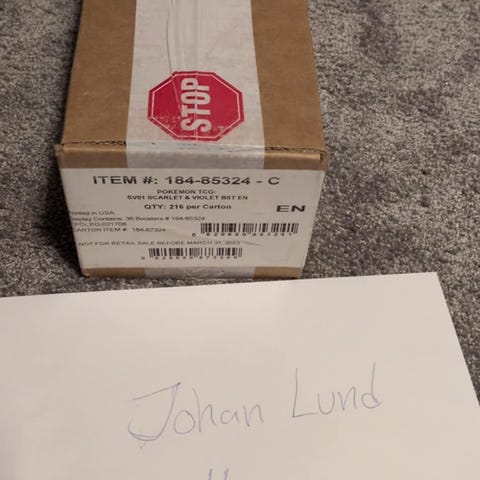 STOP
ITEM #: 184-85324 - C
POKEMON TCG:
SV01 SCARLET & VIOLET BST EN
QTY: 216 per Carton
EN
Printed in USA
Display Contains: 36 Boosters # 184-85324
CARTON ITEM #: 184-87324
NOT FOR RETAIL SALE BEFORE MARCH 31, 2023
Johan Lund